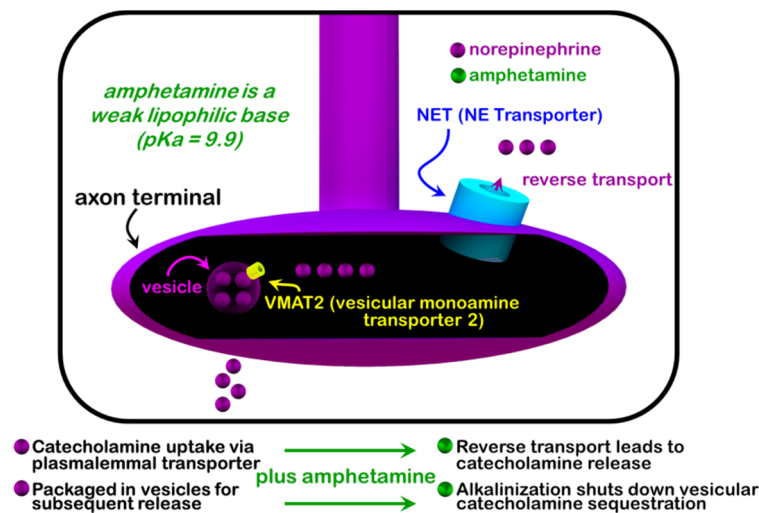 norepinephrine
amphetamine
amphetamine is a
weak lipophilic base
(pKa = 9.9)
NET (NE Transporter)
reverse transport
axon terminal
vesicle
VMAT2 (vesicular monoamine
transporter 2)
Catecholamine uptake via
plasmalemmal transporter
Reverse transport leads to
catecholamine release
plus amphetamine
Packaged in vesicles for
subsequent release
Alkalinization shuts down vesicular
catecholamine sequestration